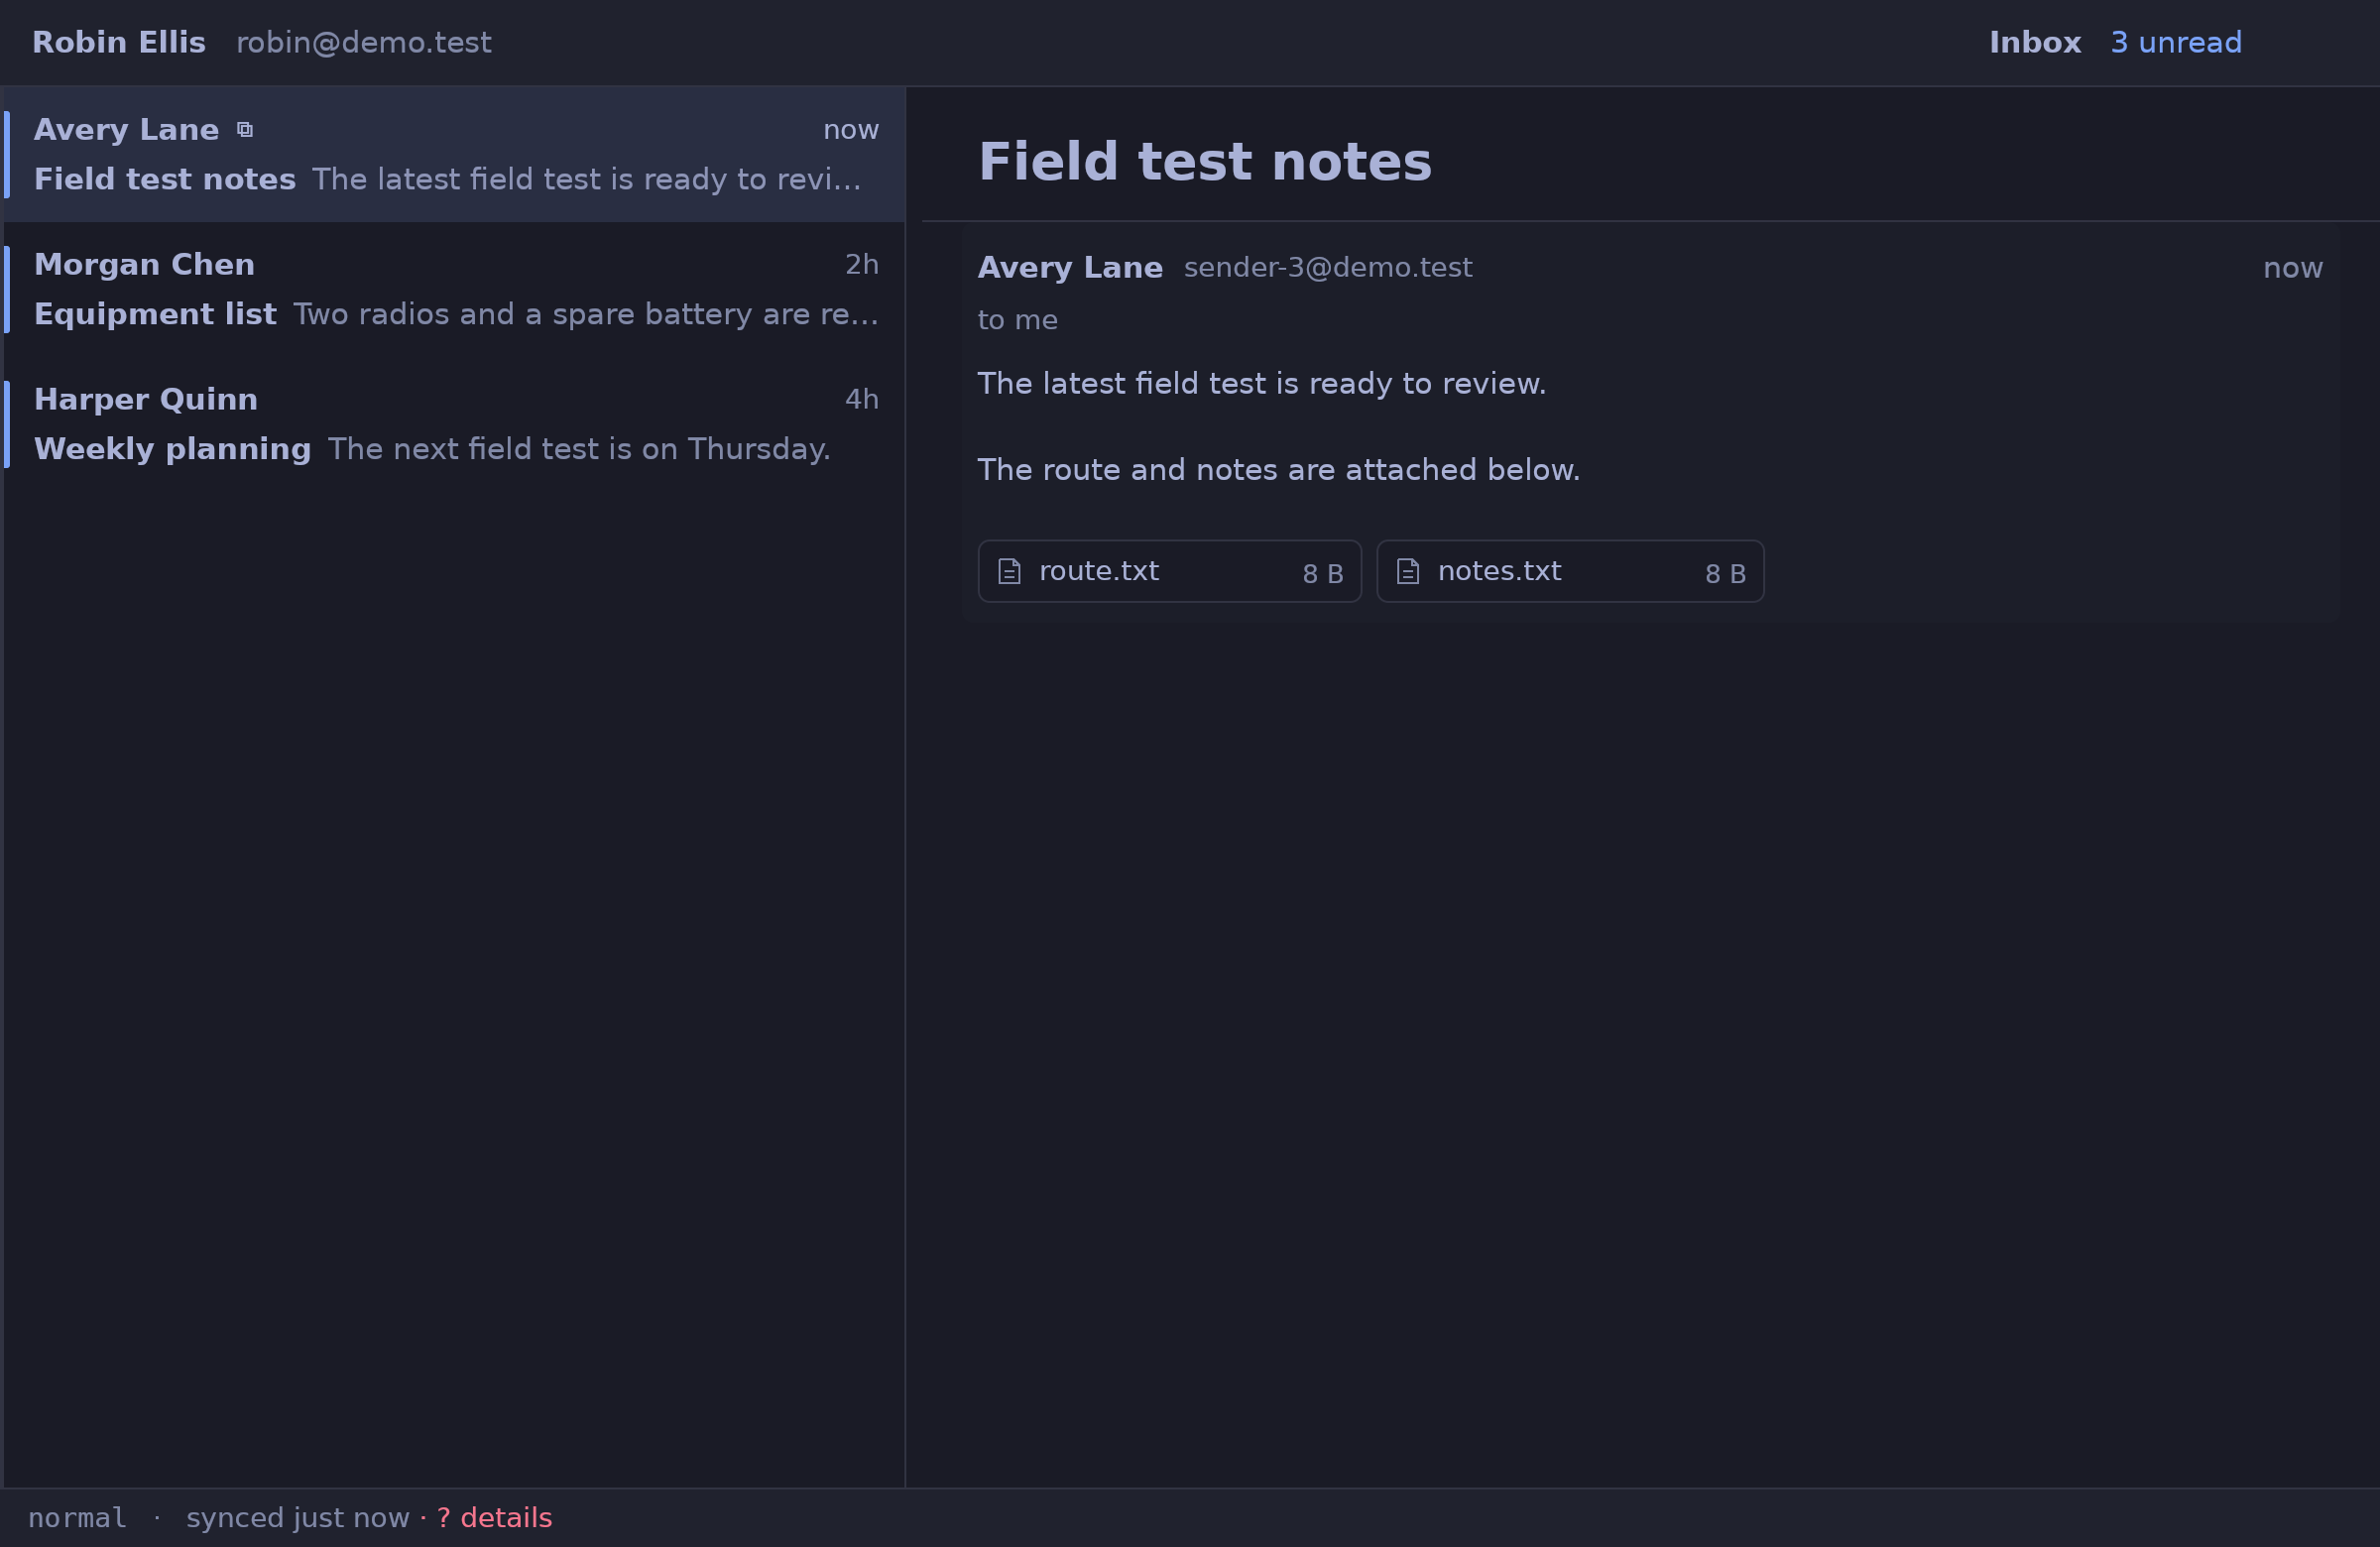 Robin Ellis robin@demo.test Inbox 3 unread
Avery Lane now
Field test notes The latest field test is ready to revi…
Morgan Chen 2h
Equipment list Two radios and a spare battery are re…
Harper Quinn 4h
Weekly planning The next field test is on Thursday.
Field test notes
Avery Lane sender-3@demo.test now
to me
The latest field test is ready to review.
The route and notes are attached below.
route.txt 8 B notes.txt 8 B
normal · synced just now · ? details